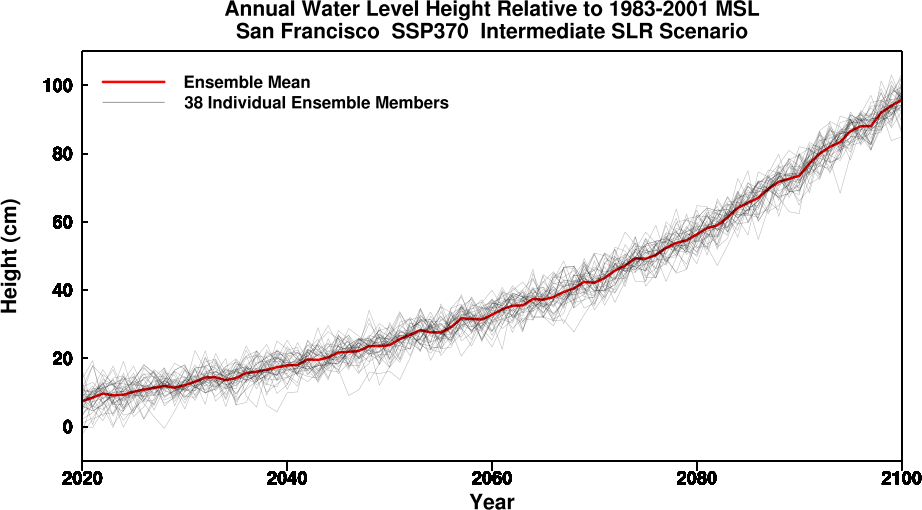 Annual Water Level Height Relative to 1983-2001 MSL
San Francisco  SSP370  Intermediate SLR Scenario
Ensemble Mean
38 Individual Ensemble Members
Height (cm)
100
80
60
40
20
0
2020 2040 2060 2080 2100
Year